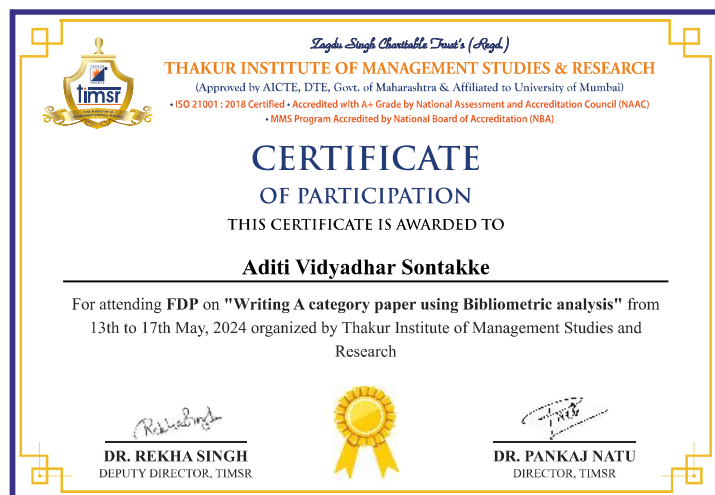 Zagdu Singh Charitable Trust's (Regd.)
THAKUR INSTITUTE OF MANAGEMENT STUDIES & RESEARCH
(Approved by AICTE, DTE, Govt. of Maharashtra & Affiliated to University of Mumbai)
• ISO 21001 : 2018 Certified • Accredited with A+ Grade by National Assessment and Accreditation Council (NAAC)
• MMS Program Accredited by National Board of Accreditation (NBA)
THAKUR
timsr
CERTIFICATE
OF PARTICIPATION
THIS CERTIFICATE IS AWARDED TO
Aditi Vidyadhar Sontakke
For attending FDP on "Writing A category paper using Bibliometric analysis" from
13th to 17th May, 2024 organized by Thakur Institute of Management Studies and
Research
DR. REKHA SINGH
DEPUTY DIRECTOR, TIMSR
DR. PANKAJ NATU
DIRECTOR, TIMSR